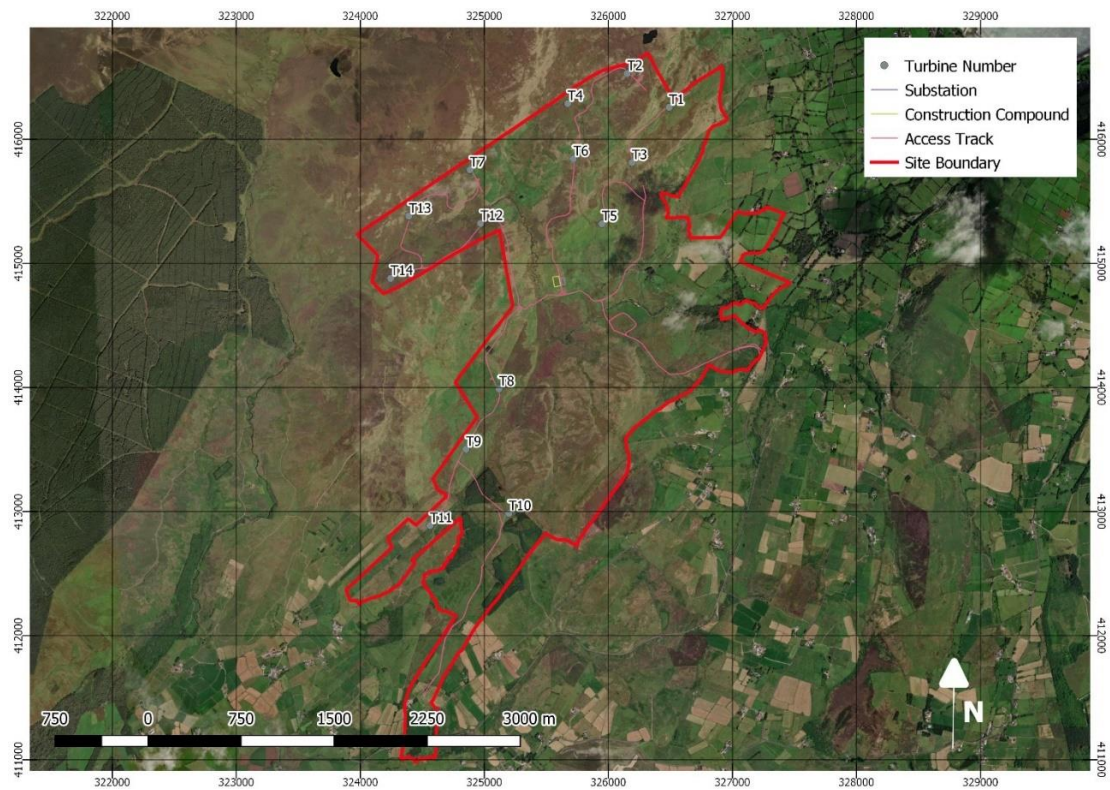 322000 323000 324000 325000 326000 327000 328000 329000
Turbine Number
Substation
Construction Compound
Access Track
Site Boundary
T2
T4
T1
416000 416000
T6
T3
T7
T13
T12
T5
415000 415000
T14
414000 414000
T8
T9
413000 413000
T10
T11
412000 412000
N
750 0 750 1500 2250 3000 m
411000 411000
322000 323000 324000 325000 326000 327000 328000 329000